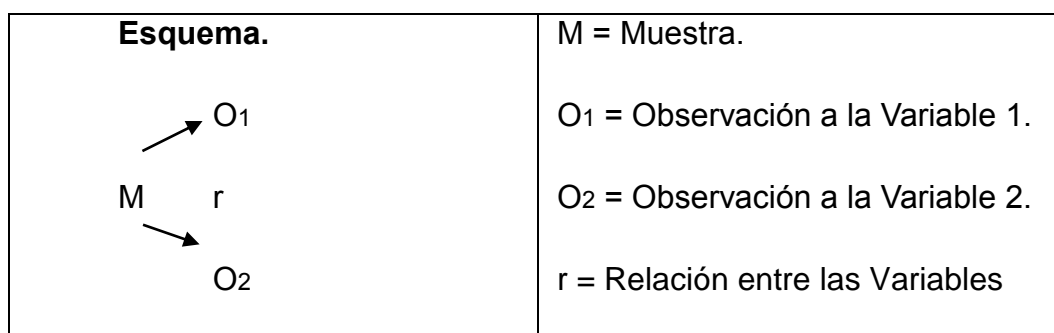 Esquema.
O1
M r
O2
M = Muestra.
O1 = Observación a la Variable 1.
O2 = Observación a la Variable 2.
r = Relación entre las Variables